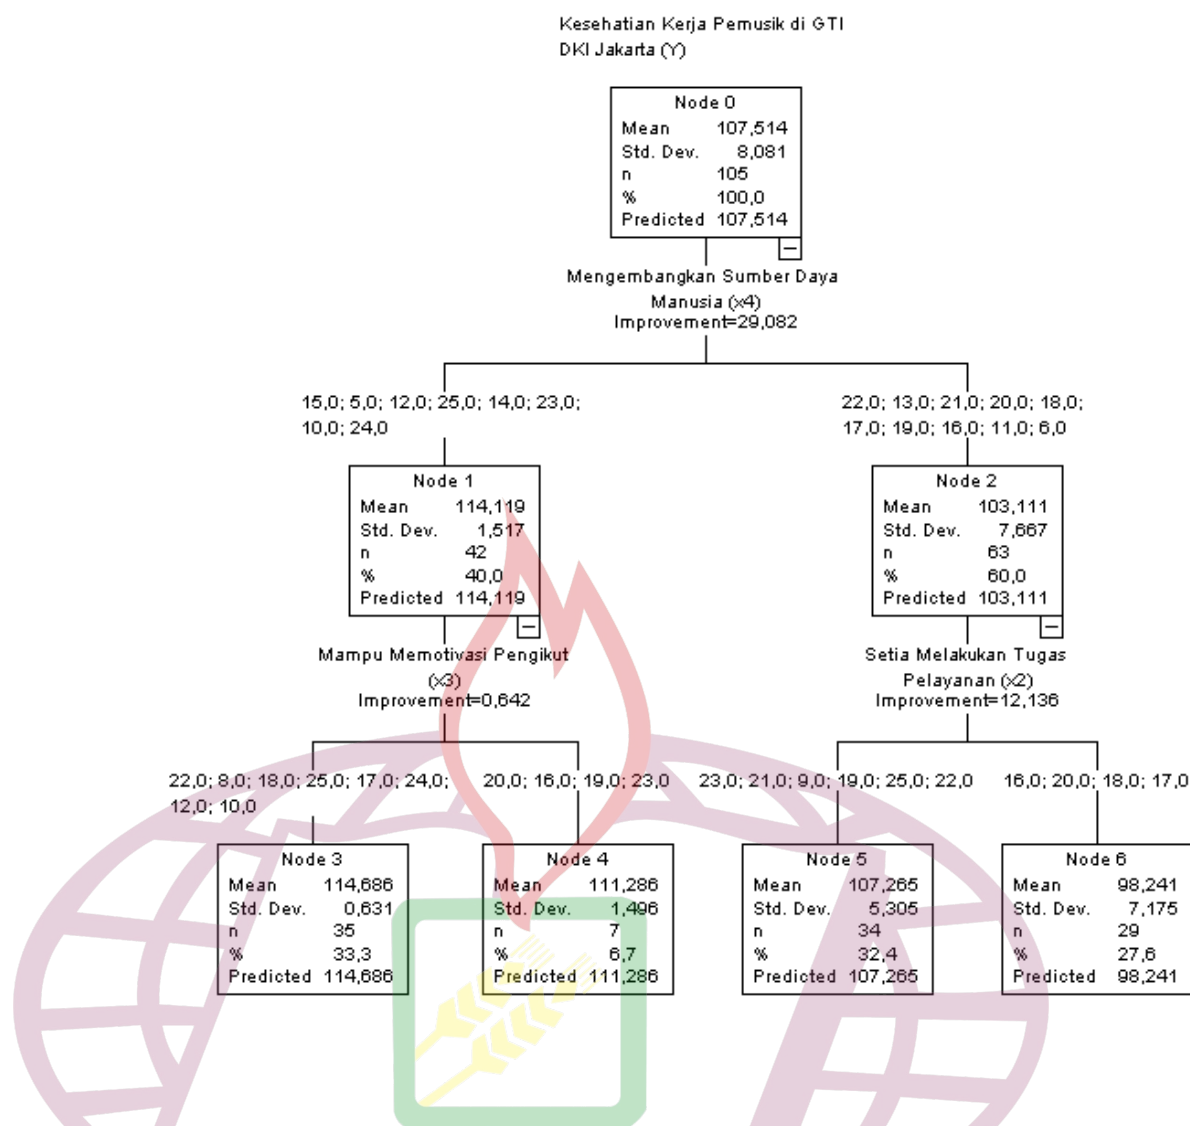 Kesehatan Kerja Pemusik di GTI
DKI Jakarta (Y)
Node 0
Mean 107,514
Std. Dev. 8,081
n 105
% 100,0
Predicted 107,514
Mengembangkan Sumber Daya
Manusia (x4)
Improvement=29,082
15,0; 5,0; 12,0; 25,0; 14,0; 23,0;
10,0; 24,0
22,0; 13,0; 21,0; 20,0; 18,0;
17,0; 19,0; 16,0; 11,0; 6,0
Node 1
Mean 114,119
Std. Dev. 1,517
n 42
% 40,0
Predicted 114,119
Node 2
Mean 103,111
Std. Dev. 7,667
n 63
% 60,0
Predicted 103,111
Mampu Memotivasi Pengikut
(x3)
Improvement=0,642
Setia Melakukan Tugas
Pelayanan (x2)
Improvement=12,136
22,0; 8,0; 18,0; 25,0; 17,0; 24,0;
12,0; 10,0
20,0; 16,0; 19,0; 23,0
23,0; 21,0; 9,0; 19,0; 25,0; 22,0
16,0; 20,0; 18,0; 17,0
Node 3
Mean 114,686
Std. Dev. 0,631
n 35
% 33,3
Predicted 114,686
Node 4
Mean 111,286
Std. Dev. 1,496
n 7
% 6,7
Predicted 111,286
Node 5
Mean 107,265
Std. Dev. 5,305
n 34
% 32,4
Predicted 107,265
Node 6
Mean 98,241
Std. Dev. 7,175
n 29
% 27,6
Predicted 98,241